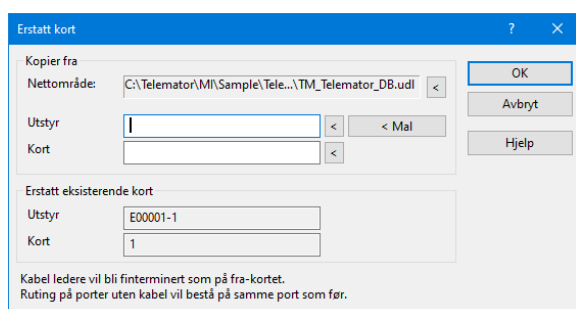 Erstatt kort ? ×
Kopier fra
Nettområde: C:\Telemator\MI\Sample\Tele...\TM_Telemator_DB.udl <
OK
Avbryt
Utstyr < < Mal
Hjelp
Kort <
Erstatt eksisterende kort
Utstyr E00001-1
Kort 1
Kabel ledere vil bli finterminert som på fra-kortet.
Ruting på porter uten kabel vil bestå på samme port som før.